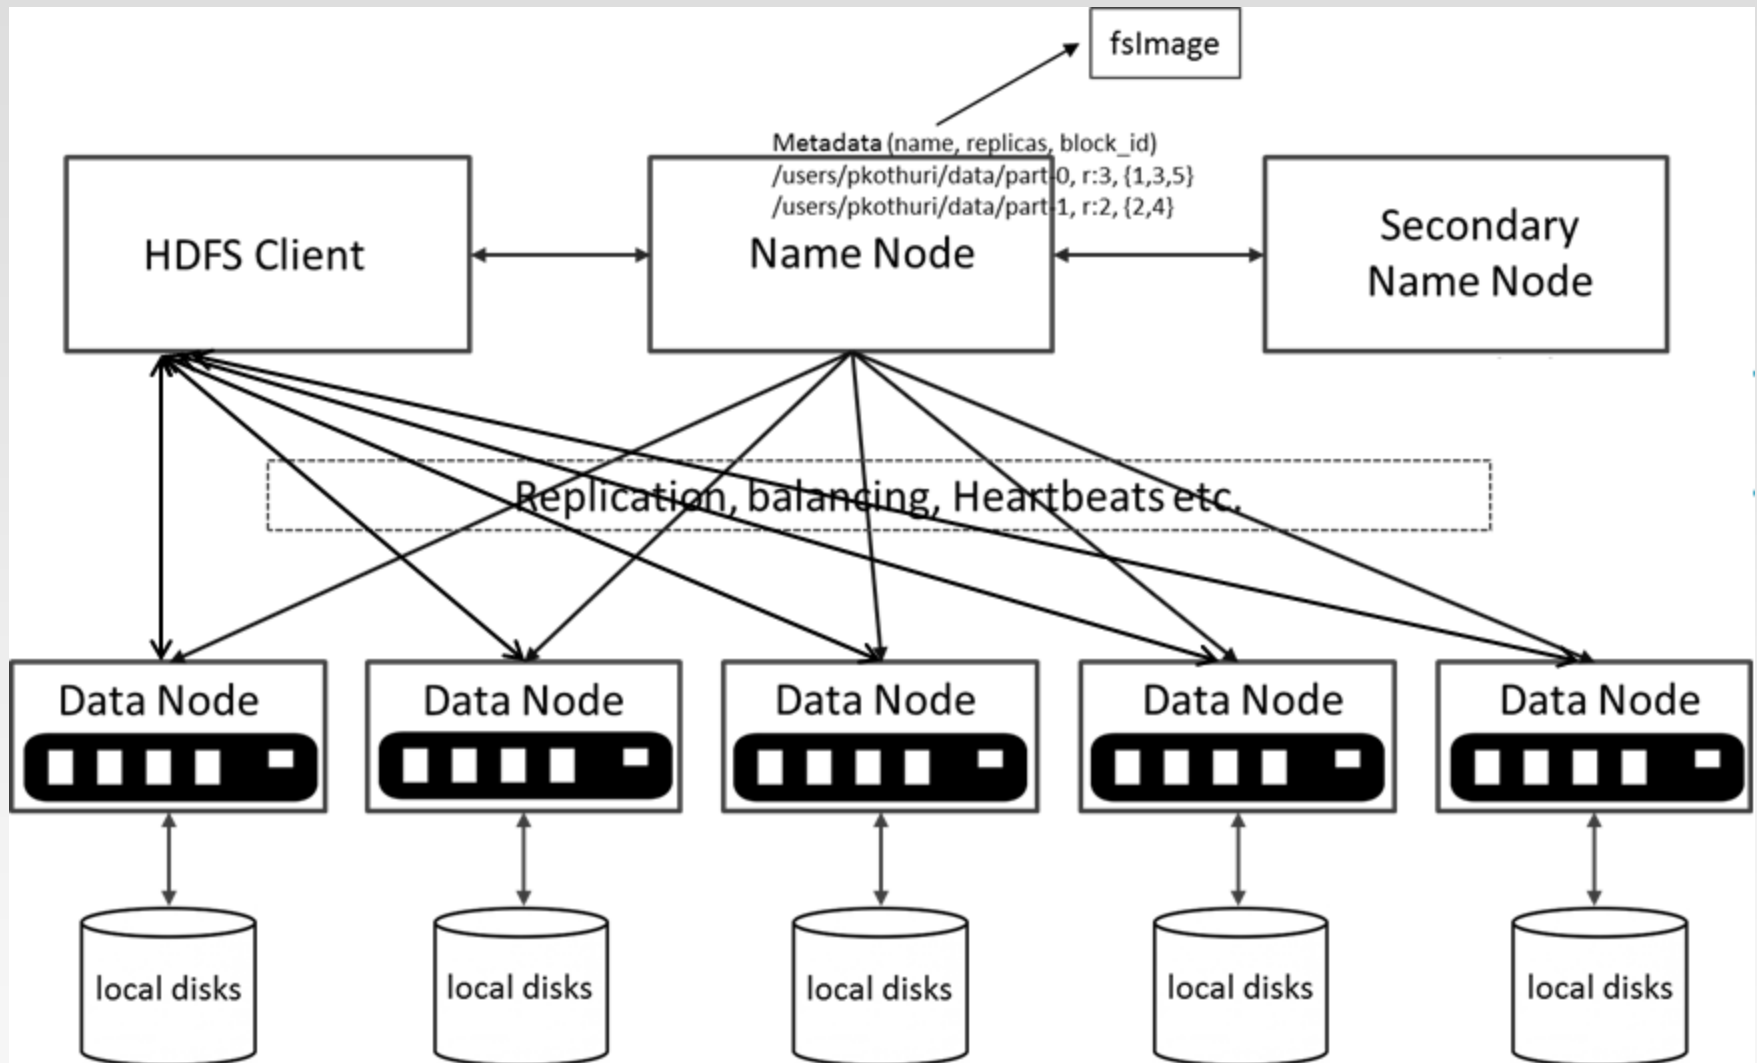 fsImage
Metadata (name, replicas, block_id)
/users/pkothuri/data/part-0, r:3, {1,3,5}
/users/pkothuri/data/part-1, r:2, {2,4}
HDFS Client
Name Node
Secondary
Name Node
Replication, balancing, Heartbeats etc.
Data Node
Data Node
Data Node
Data Node
Data Node
local disks
local disks
local disks
local disks
local disks